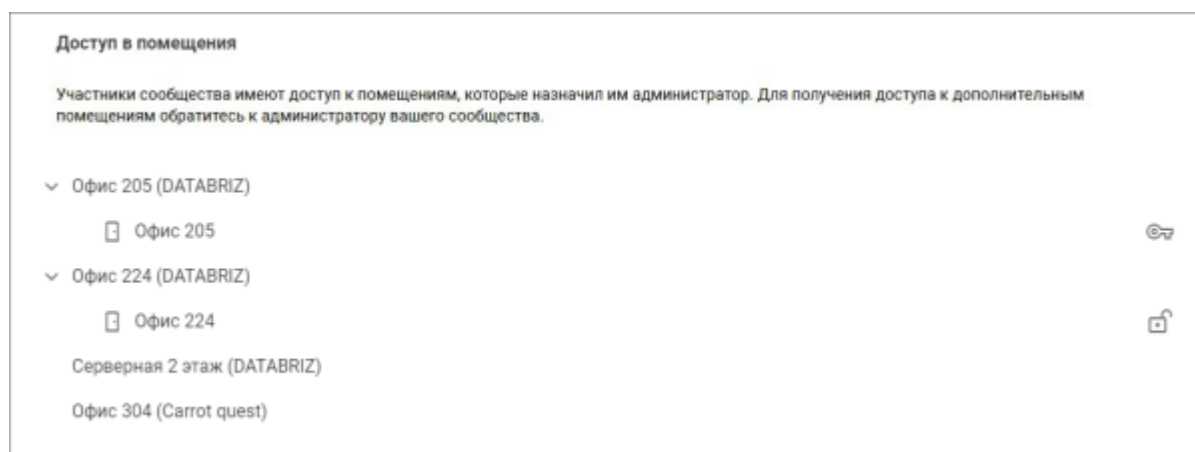 Доступ в помещения
Участники сообщества имеют доступ к помещениям, которые назначил им администратор. Для получения доступа к дополнительным
помещениям обратитесь к администратору вашего сообщества.
Офис 205 (DATABRIZ)
Офис 205
Офис 224 (DATABRIZ)
Офис 224
Серверная 2 этаж (DATABRIZ)
Офис 304 (Carrot quest)